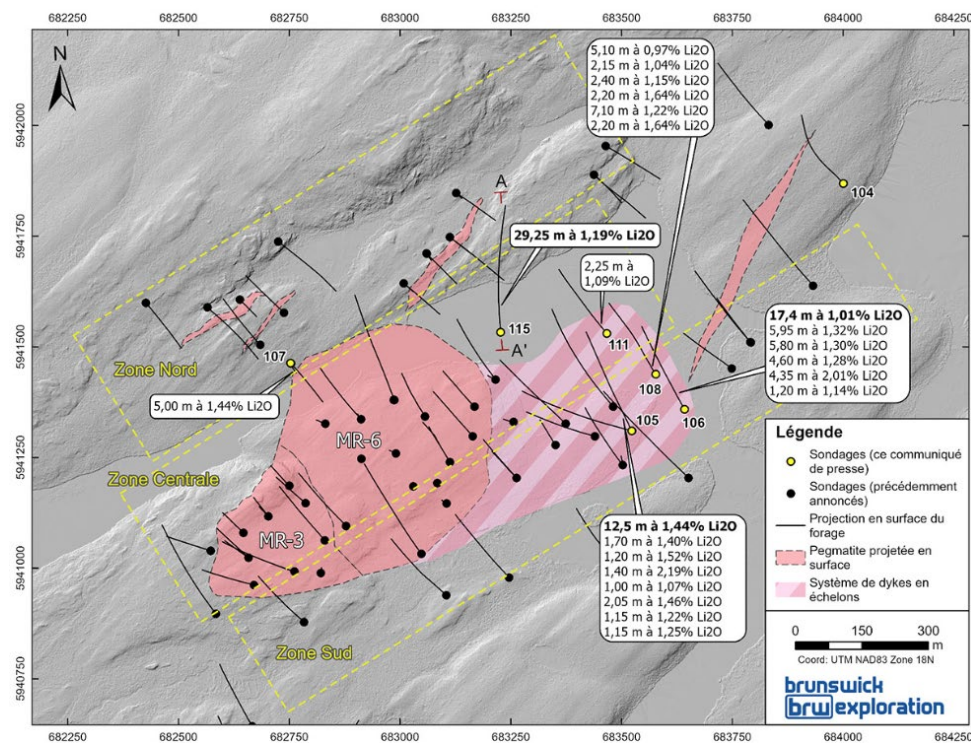 682250 682500 682750 683000 683250 683500 683750 684000 684250
N
5942000
5941750
5941500
5941250
5941000
5940750
5,10 m à 0,97% Li2O
2,15 m à 1,04% Li2O
2,40 m à 1,15% Li2O
2,20 m à 1,64% Li2O
7,10 m à 1,22% Li2O
2,20 m à 1,64% Li2O
104
A
29,25 m à 1,19% Li2O
2,25 m à
1,09% Li2O
115
A'
111
107
108
106
105
17,4 m à 1,01% Li2O
5,95 m à 1,32% Li2O
5,80 m à 1,30% Li2O
4,60 m à 1,28% Li2O
4,35 m à 2,01% Li2O
1,20 m à 1,14% Li2O
Zone Nord
5,00 m à 1,44% Li2O
MR-6
Zone Centrale
MR-3
Zone Sud
12,5 m à 1,44% Li2O
1,70 m à 1,40% Li2O
1,20 m à 1,52% Li2O
1,40 m à 2,19% Li2O
1,00 m à 1,07% Li2O
2,05 m à 1,46% Li2O
1,15 m à 1,22% Li2O
1,15 m à 1,25% Li2O
Légende
Sondages (ce communiqué
de presse)
Sondages (précédemment
annoncés)
Projection en surface du
forage
Pegmatite projetée en
surface
Système de dykes en
échelons
0 150 300
m
Coord: UTM NAD83 Zone 18N
brunswick
brw exploration
682250 682500 682750 683000 683250 683500 683750 684000 684250